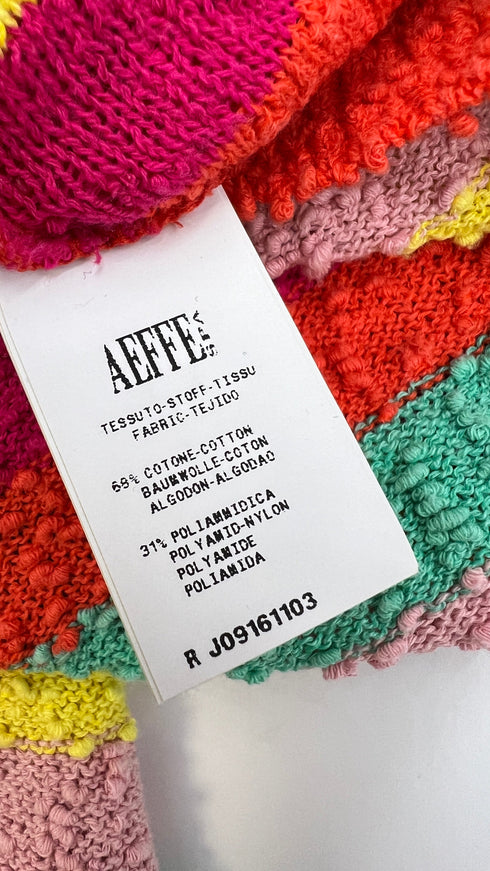 AEFFE SPA
TESSUTO-STOFF-TISSU
FABRIC-TEJIDO
68% COTONE-COTTON
BAUMWOLLE-COTON
ALGODON-ALGODAO
31% POLIAMMIDICA
POLYAMID-NYLON
POLYAMIDE
POLIAMIDA
R J09161103